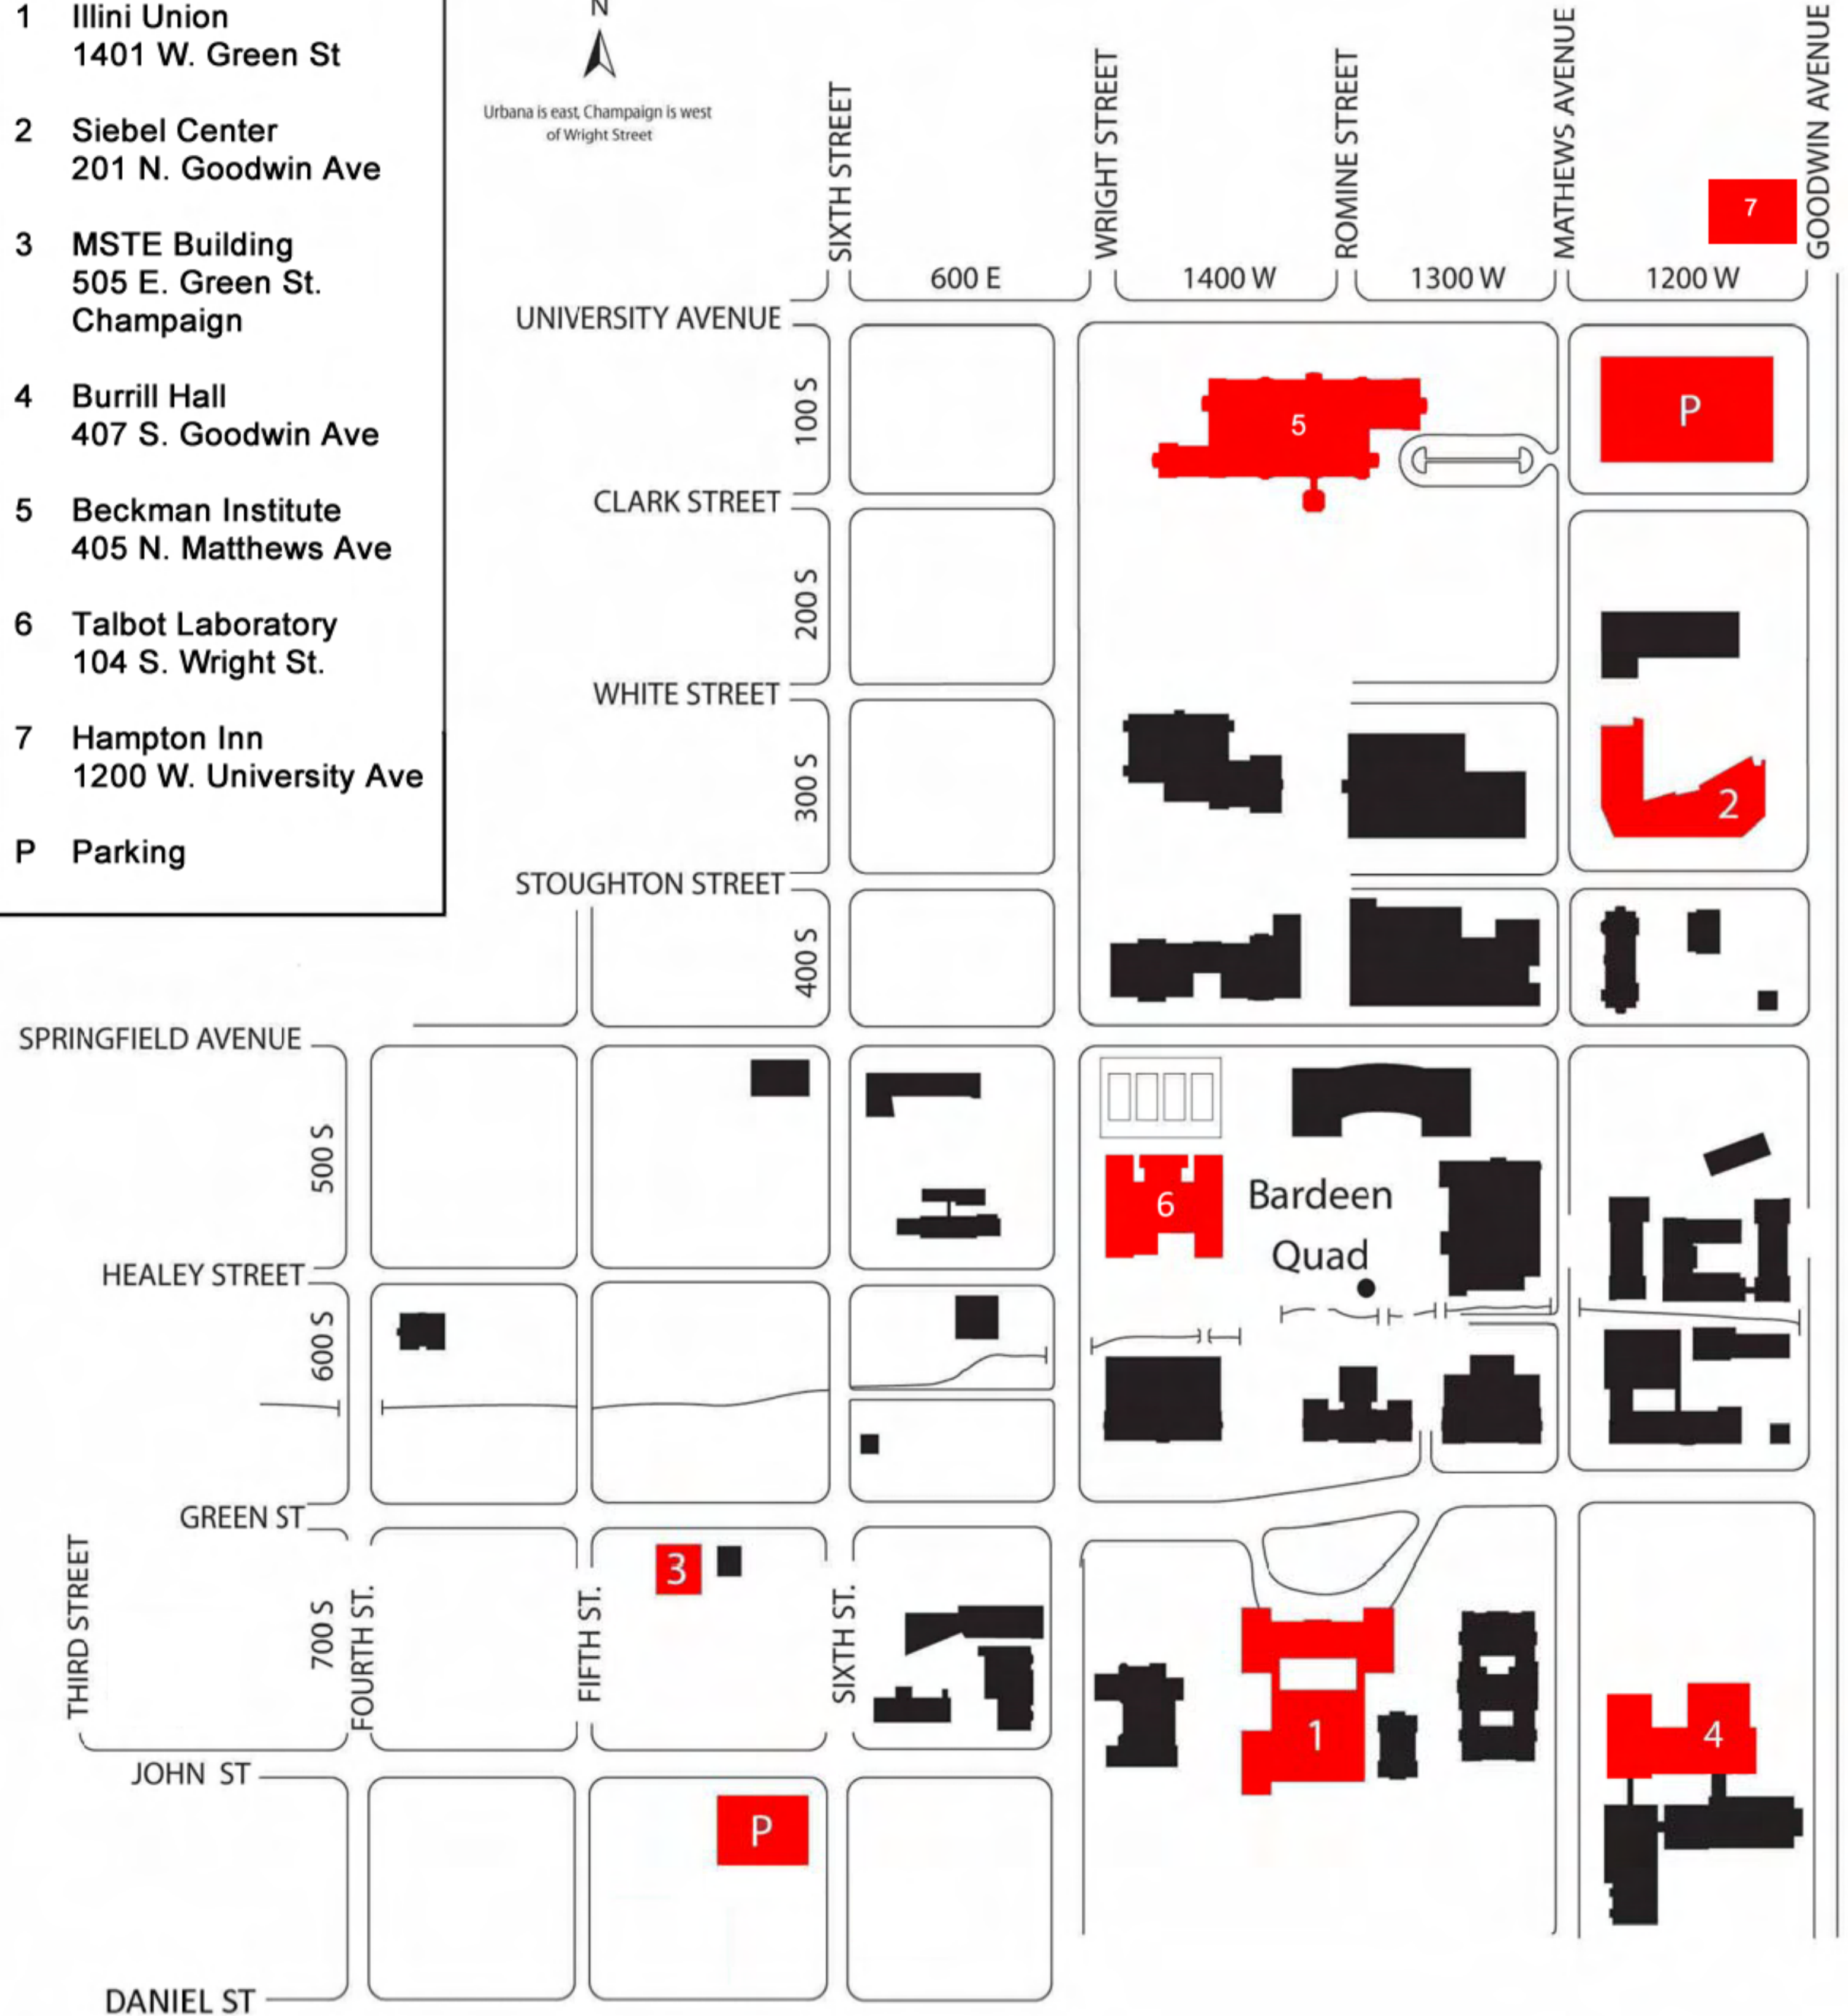 1 Illini Union
1401 W. Green St
2 Siebel Center
201 N. Goodwin Ave
3 MSTE Building
505 E. Green St.
Champaign
4 Burrill Hall
407 S. Goodwin Ave
5 Beckman Institute
405 N. Matthews Ave
6 Talbot Laboratory
104 S. Wright St.
7 Hampton Inn
1200 W. University Ave
P Parking
N
Urbana is east, Champaign is west
of Wright Street
SIXTH STREET
WRIGHT STREET
ROMINE STREET
MATHEWS AVENUE
GOODWIN AVENUE
7
600 E
1400 W
1300 W
1200 W
UNIVERSITY AVENUE
100 S
5
P
CLARK STREET
200 S
WHITE STREET
300 S
2
STOUGHTON STREET
400 S
SPRINGFIELD AVENUE
500 S
6
Bardeen
Quad
HEALEY STREET
600 S
GREEN ST
THIRD STREET
700 S
FOURTH ST.
FIFTH ST.
3
SIXTH ST.
1
4
JOHN ST
P
DANIEL ST